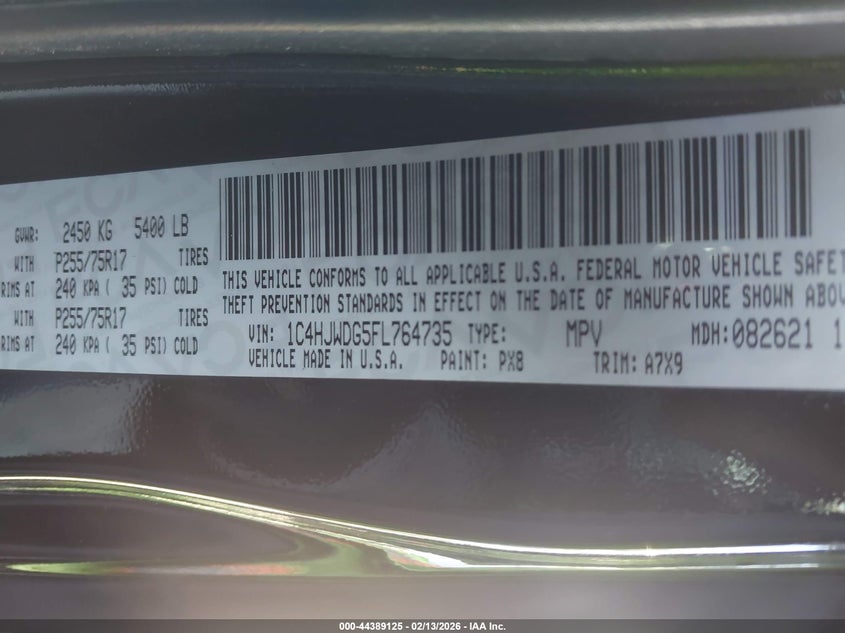 GVWR: 2450 KG 5400 LB
WITH P255/75R17 TIRES
RIMS AT 240 KPA ( 35 PSI) COLD
WITH P255/75R17 TIRES
RIMS AT 240 KPA ( 35 PSI) COLD
THIS VEHICLE CONFORMS TO ALL APPLICABLE U.S.A. FEDERAL MOTOR VEHICLE SAFET
THEFT PREVENTION STANDARDS IN EFFECT ON THE DATE OF MANUFACTURE SHOWN ABOV
VIN: 1C4HJWDG5FL764735 TYPE: MPV MDH:082621 1
VEHICLE MADE IN U.S.A. PAINT: PX8 TRIM: A7X9
000-44389125 - 02/13/2026 - IAA Inc.